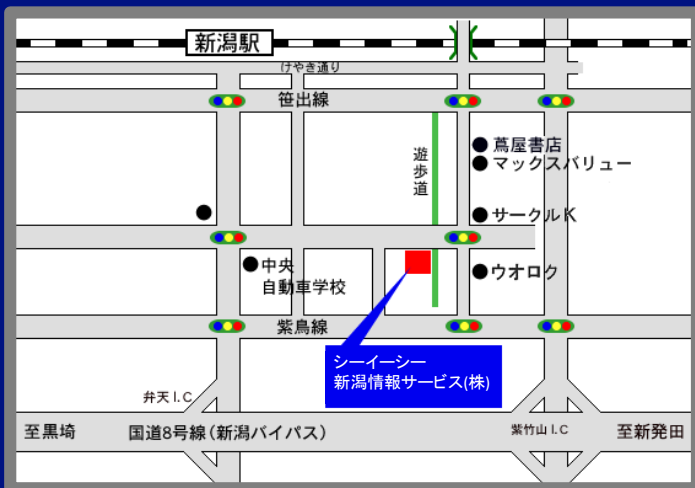 新潟駅
けやき通り
笹出線
遊歩道
蔦屋書店
マックスバリュー
サークルK
中央
自動車学校
ウオロク
紫鳥線
シーイーシー
新潟情報サービス(株)
弁天 I.C
至黒埼
国道8号線(新潟バイパス)
紫竹山 I.C
至新発田